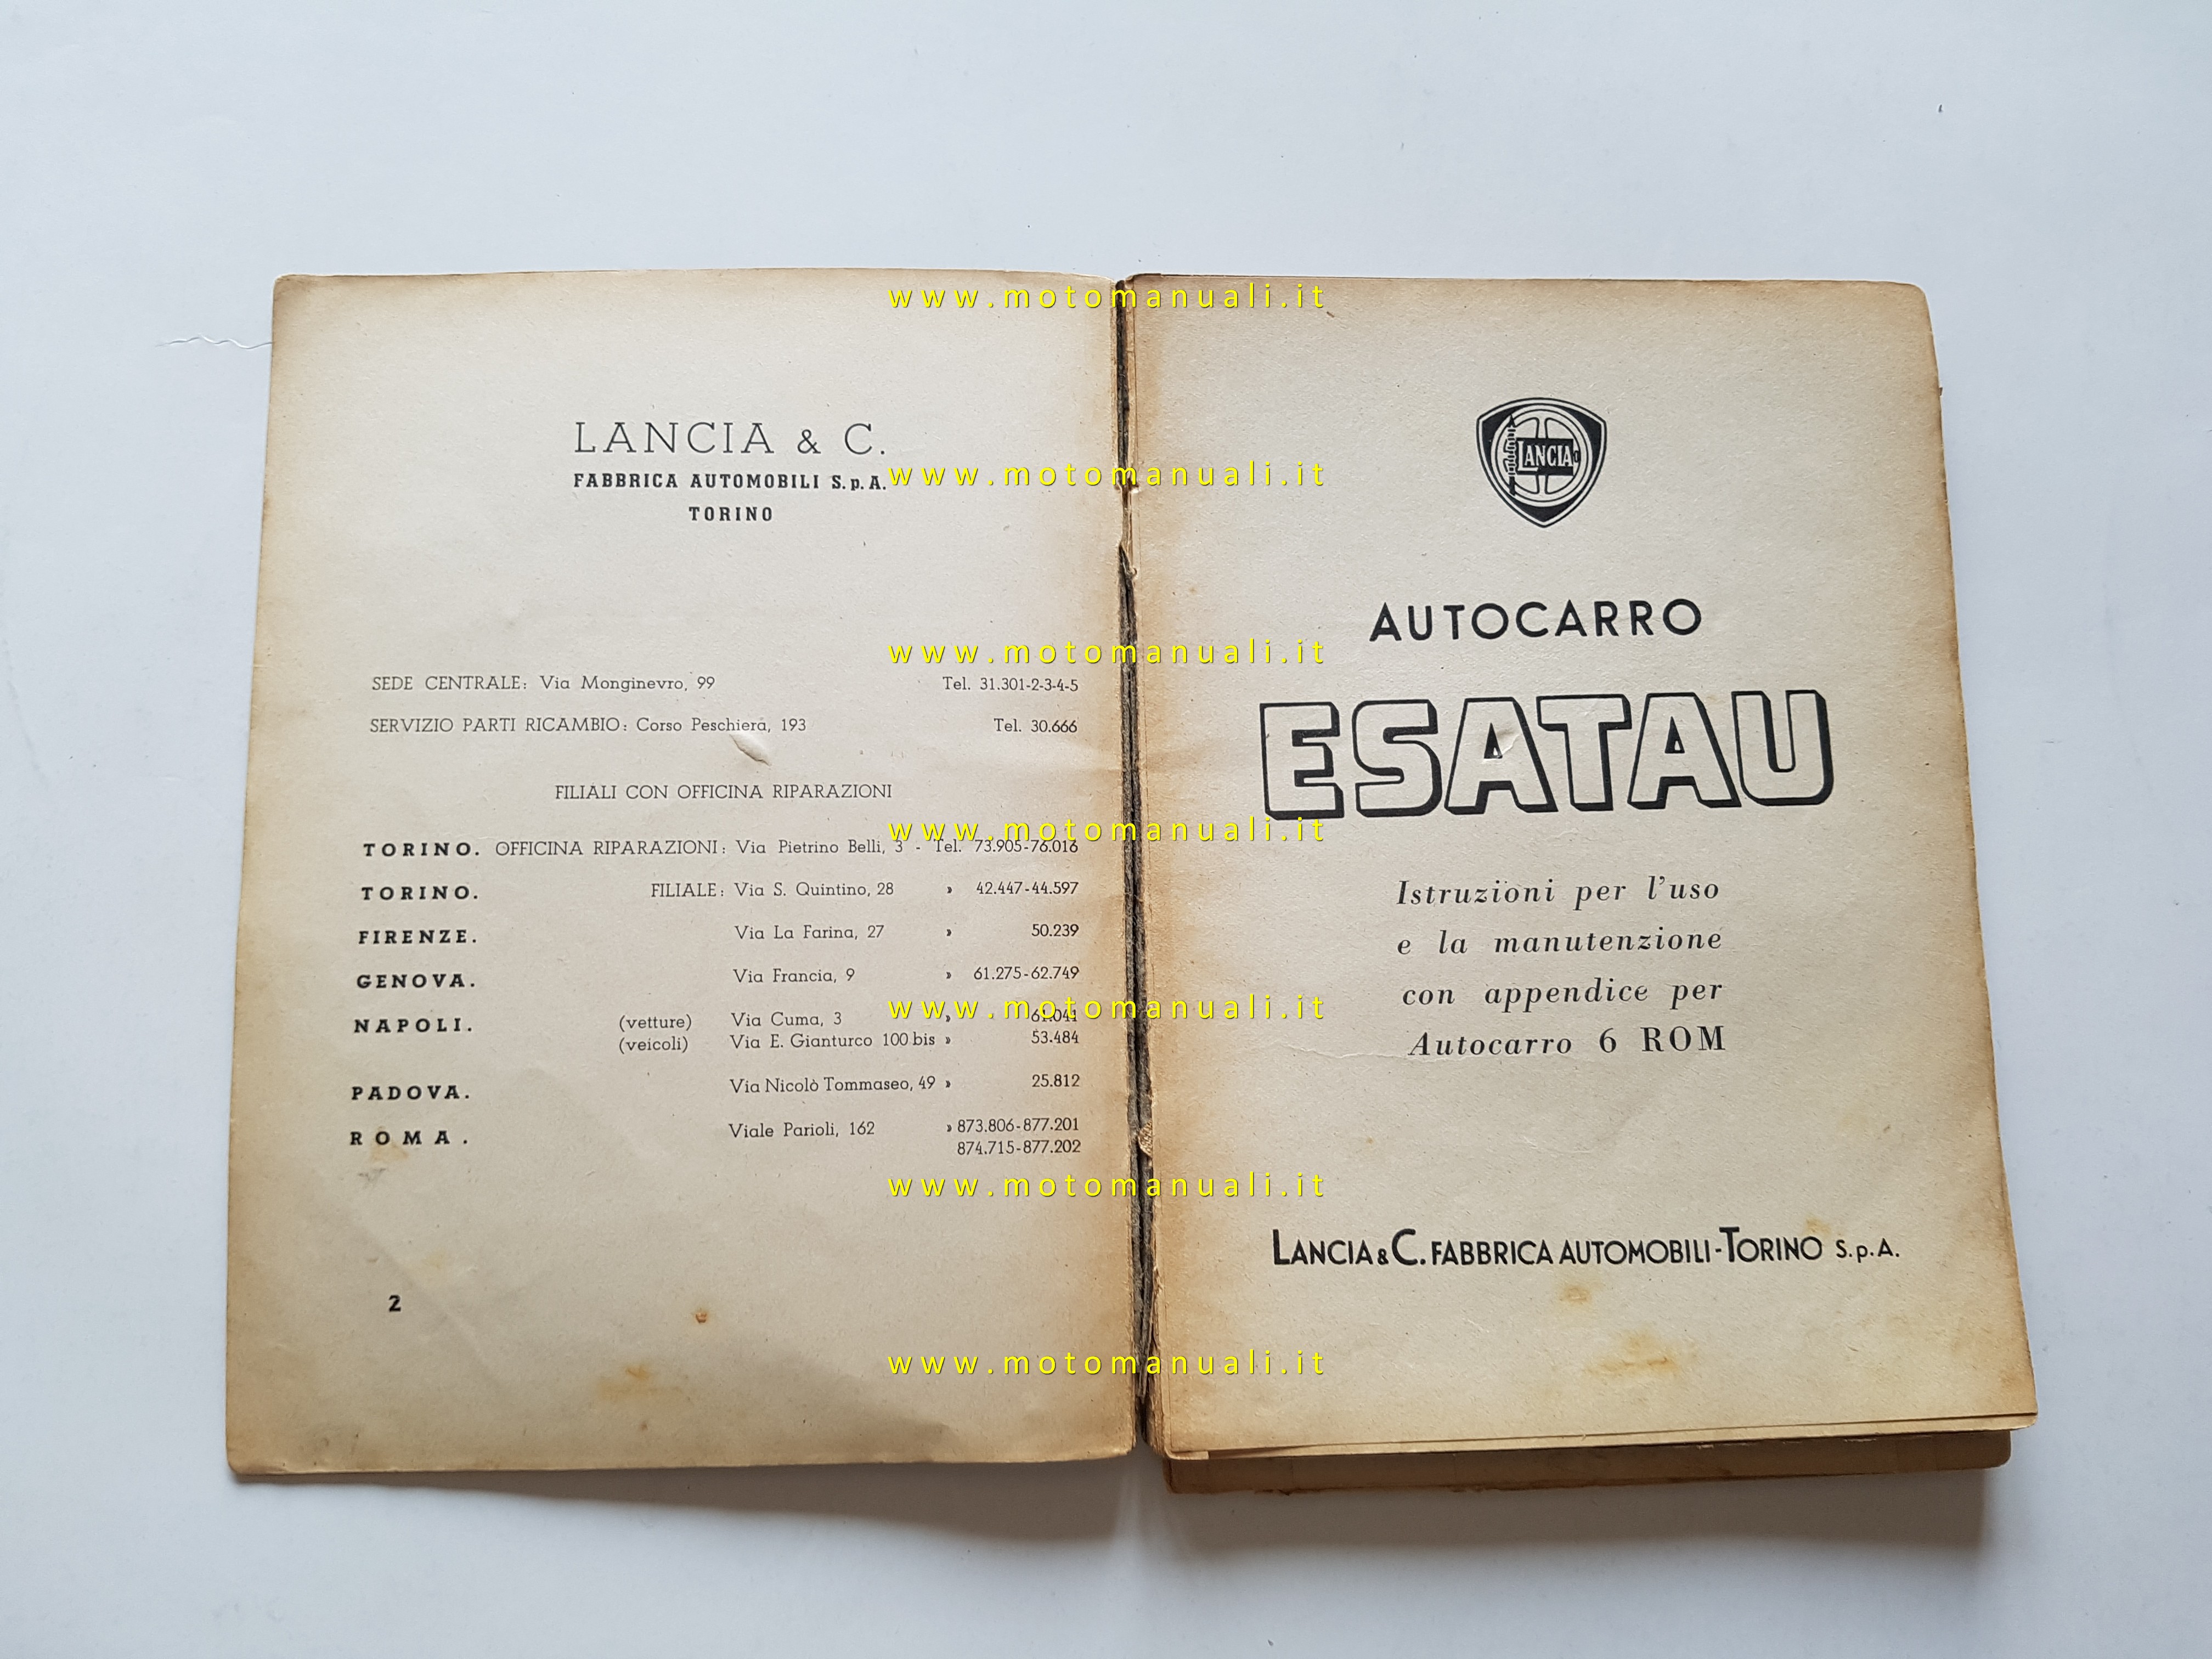 LANCIA & C.
FABBRICA AUTOMOBILI S.p.A.
TORINO
SEDE CENTRALE: Via Monginevro, 99 Tel. 31.301-2-3-4-5
SERVIZIO PARTI RICAMBIO: Corso Peschiera, 193 Tel. 30.666
FILIALI CON OFFICINA RIPARAZIONI
TORINO. OFFICINA RIPARAZIONI: Via Pietrino Belli, 3 - Tel. 73.905-76.016
TORINO. FILIALE: Via S. Quintino, 28 » 42.447-44.597
FIRENZE. Via La Farina, 27 » 50.239
GENOVA. Via Francia, 9 » 61.275-62.749
NAPOLI. (vetture) Via Cuma, 3 » 61.041
(veicoli) Via E. Gianturco 100 bis » 53.484
PADOVA. Via Nicolò Tommaseo, 49 » 25.812
ROMA. Viale Parioli, 162 » 873.806-877.201
874.715-877.202
2
LANCIA
AUTOCARRO
ESATAU
Istruzioni per l'uso
e la manutenzione
con appendice per
Autocarro 6 ROM
LANCIA & C. FABBRICA AUTOMOBILI - TORINO S.p.A.
www.motomanuali.it
www.motomanuali.it
www.motomanuali.it
www.motomanuali.it
www.motomanuali.it
www.motomanuali.it
www.motomanuali.it